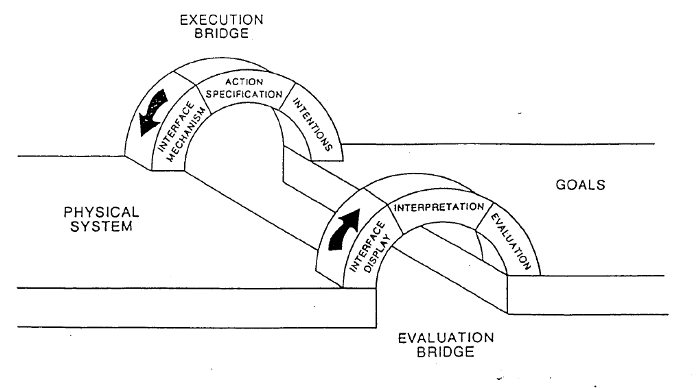 EXECUTION
BRIDGE
ACTION
SPECIFICATION
INTERFACE
MECHANISM
INTENTIONS
GOALS
PHYSICAL
SYSTEM
INTERPRETATION
INTERFACE
DISPLAY
EVALUATION
EVALUATION
BRIDGE